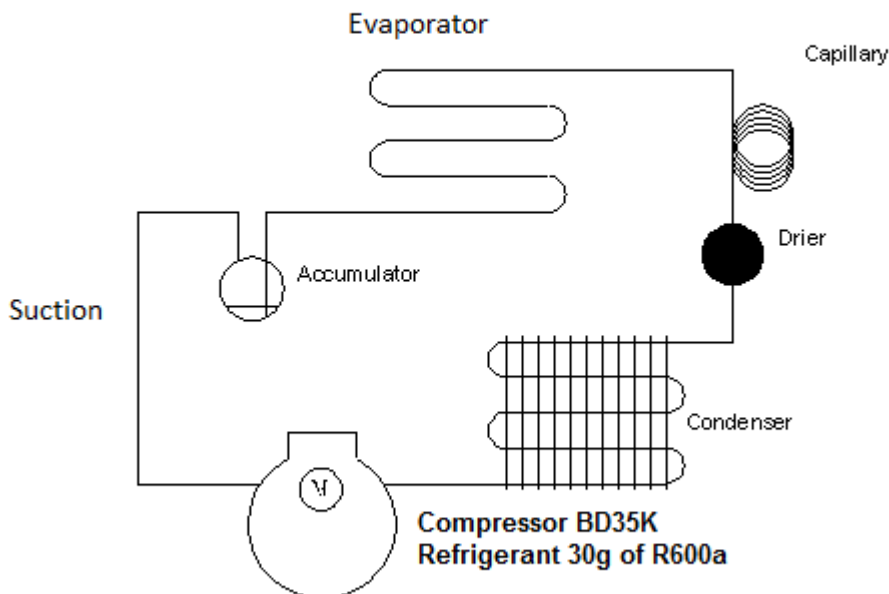 Evaporator
Capillary
Drier
Accumulator
Suction
Condenser
M
Compressor BD35K
Refrigerant 30g of R600a